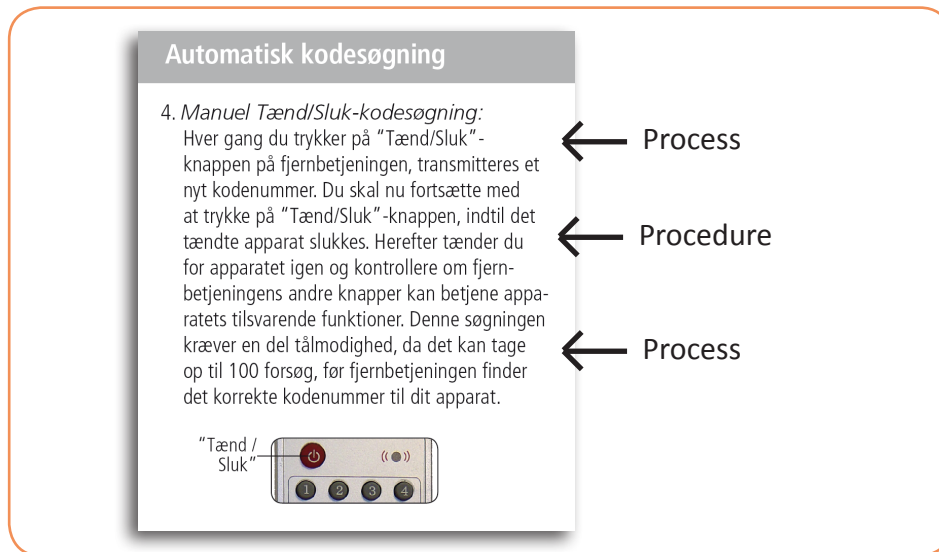 Automatisk kodesøgning
4. Manuel Tænd/Sluk-kodesøgning:
Hver gang du trykker på "Tænd/Sluk"-
knappen på fjernbetjeningen, transmitteres et
nyt kodenummer. Du skal nu fortsætte med
at trykke på "Tænd/Sluk"-knappen, indtil det
tændte apparat slukkes. Herefter tænder du
for apparatet igen og kontrollere om fjern-
betjeningens andre knapper kan betjene appa-
ratets tilsvarende funktioner. Denne søgningen
kræver en del tålmodighed, da det kan tage
op til 100 forsøg, før fjernbetjeningen finder
det korrekte kodenummer til dit apparat.
Process
Procedure
Process
"Tænd /
Sluk"
1 2 3 4